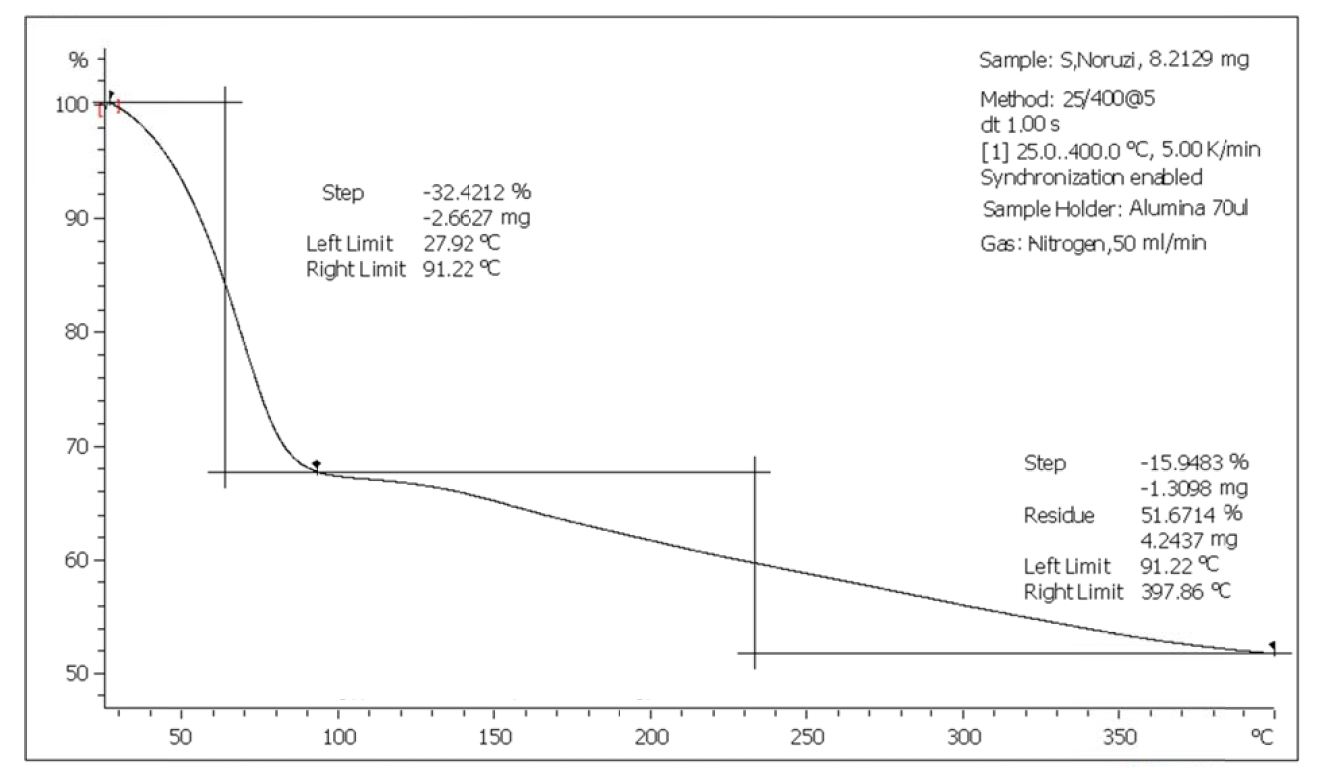 %
100
90
80
70
60
50
50
100
150
200
250
300
350
℃
Sample: S,Noruzi, 8.2129 mg
Method: 25/400@5
dt 1.00 s
[1] 25.0..400.0 ℃, 5.00 K/min
Synchronization enabled
Sample Holder: Alumina 70ul
Gas: Nitrogen,50 ml/min
Step -32.4212 %
-2.6627 mg
Left Limit 27.92 ℃
Right Limit 91.22 ℃
Step -15.9483 %
-1.3098 mg
Residue 51.6714 %
4.2437 mg
Left Limit 91.22 ℃
Right Limit 397.86 ℃